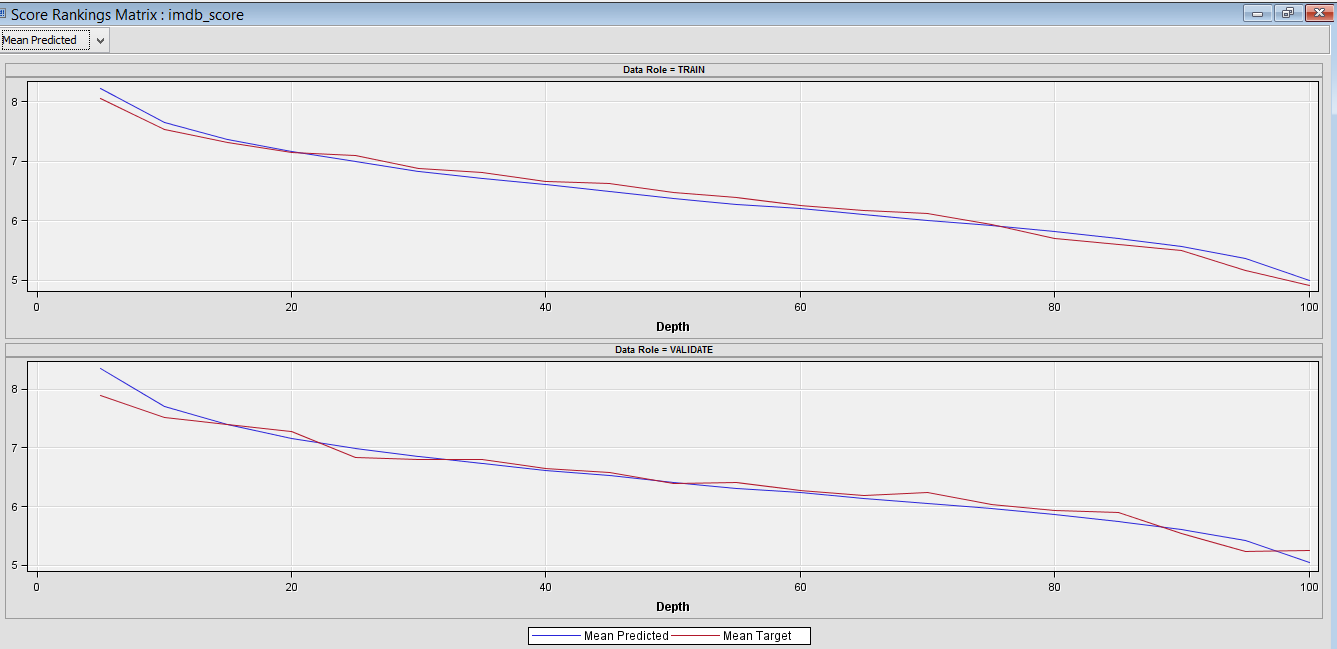 Score Rankings Matrix : imdb_score
Mean Predicted
Data Role = TRAIN
8
7
6
5
0 20 40 60 80 100
Depth
Data Role = VALIDATE
8
7
6
5
0 20 40 60 80 100
Depth
Mean Predicted Mean Target